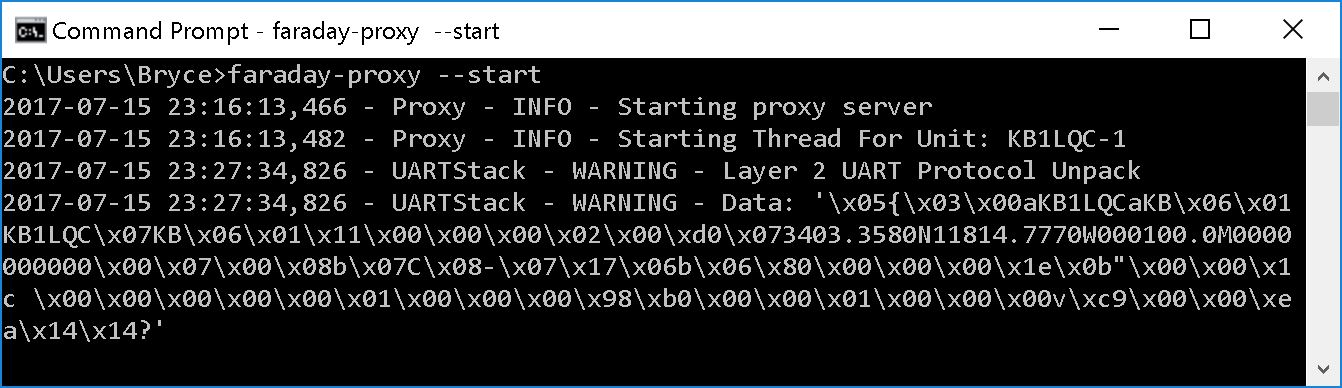 Command Prompt - faraday-proxy  --start
C:\Users\Bryce>faraday-proxy --start
2017-07-15 23:16:13,466 - Proxy - INFO - Starting proxy server
2017-07-15 23:16:13,482 - Proxy - INFO - Starting Thread For Unit: KB1LQC-1
2017-07-15 23:27:34,826 - UARTStack - WARNING - Layer 2 UART Protocol Unpack
2017-07-15 23:27:34,826 - UARTStack - WARNING - Data: '\x05{\x03\x00aKB1LQCaKB\x06\x01
KB1LQC\x07KB\x06\x01\x11\x00\x00\x00\x02\x00\xd0\x073403.3580N11814.7770W000100.0M0000
000000\x00\x07\x00\x08b\x07C\x08-\x07\x17\x06b\x06\x80\x00\x00\x00\x1e\x0b"\x00\x00\x1
c \x00\x00\x00\x00\x00\x01\x00\x00\x00\x98\xb0\x00\x00\x01\x00\x00\x00v\xc9\x00\x00\xe
a\x14\x14?'